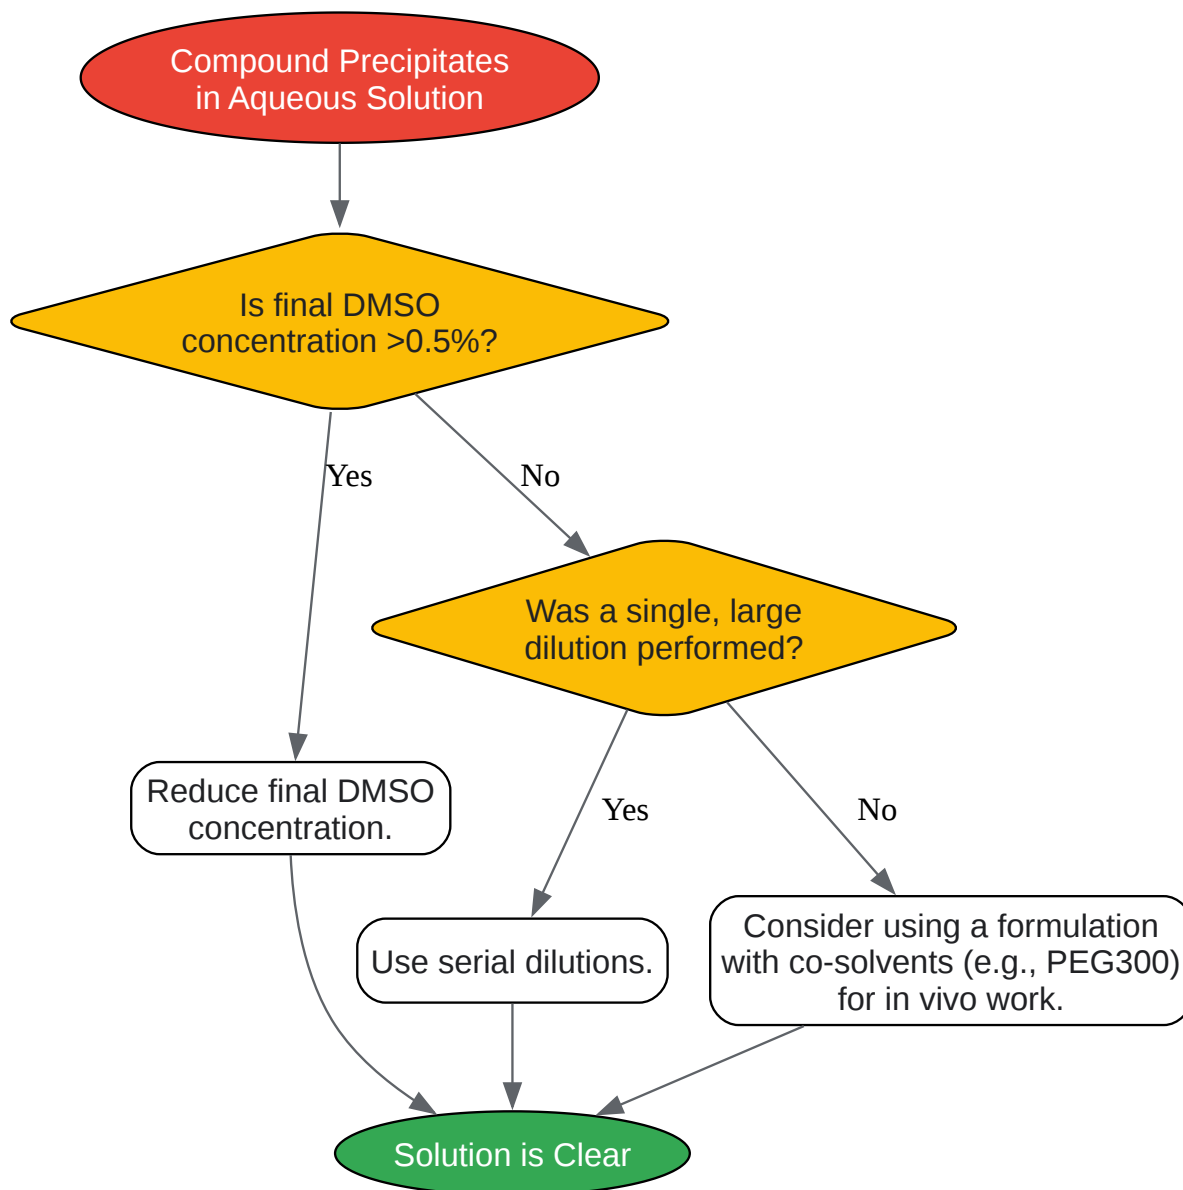 Compound Precipitates
in Aqueous Solution
Is final DMSO
concentration >0.5%?
Yes
No
Was a single, large
dilution performed?
Reduce final DMSO
concentration.
Yes
No
Use serial dilutions.
Consider using a formulation
with co-solvents (e.g., PEG300)
for in vivo work.
Solution is Clear